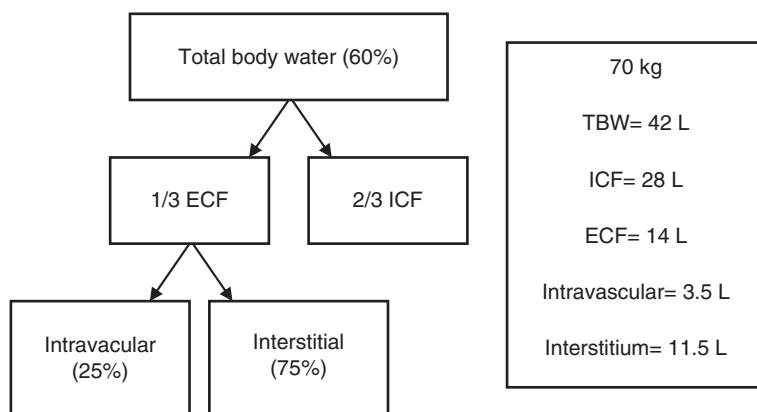 Total body water (60%)
1/3 ECF
2/3 ICF
Intravacular
(25%)
Interstitial
(75%)
70 kg
TBW= 42 L
ICF= 28 L
ECF= 14 L
Intravascular= 3.5 L
Interstitium= 11.5 L